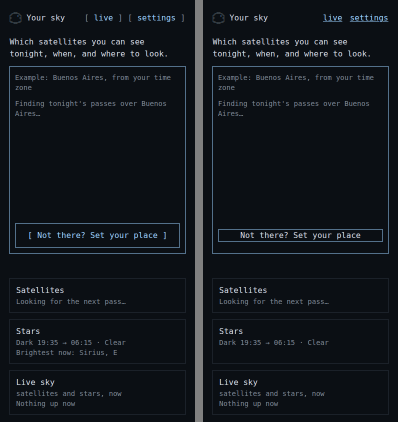 Your sky [ live ] [ settings ]
Which satellites you can see
tonight, when, and where to look.
Example: Buenos Aires, from your time
zone
Finding tonight's passes over Buenos
Aires…
[ Not there? Set your place ]
Satellites
Looking for the next pass…
Stars
Dark 19:35 → 06:15 · Clear
Brightest now: Sirius, E
Live sky
satellites and stars, now
Nothing up now
Your sky live settings
Which satellites you can see
tonight, when, and where to look.
Example: Buenos Aires, from your time
zone
Finding tonight's passes over Buenos
Aires…
Not there? Set your place
Satellites
Looking for the next pass…
Stars
Dark 19:35 → 06:15 · Clear
Live sky
satellites and stars, now
Nothing up now